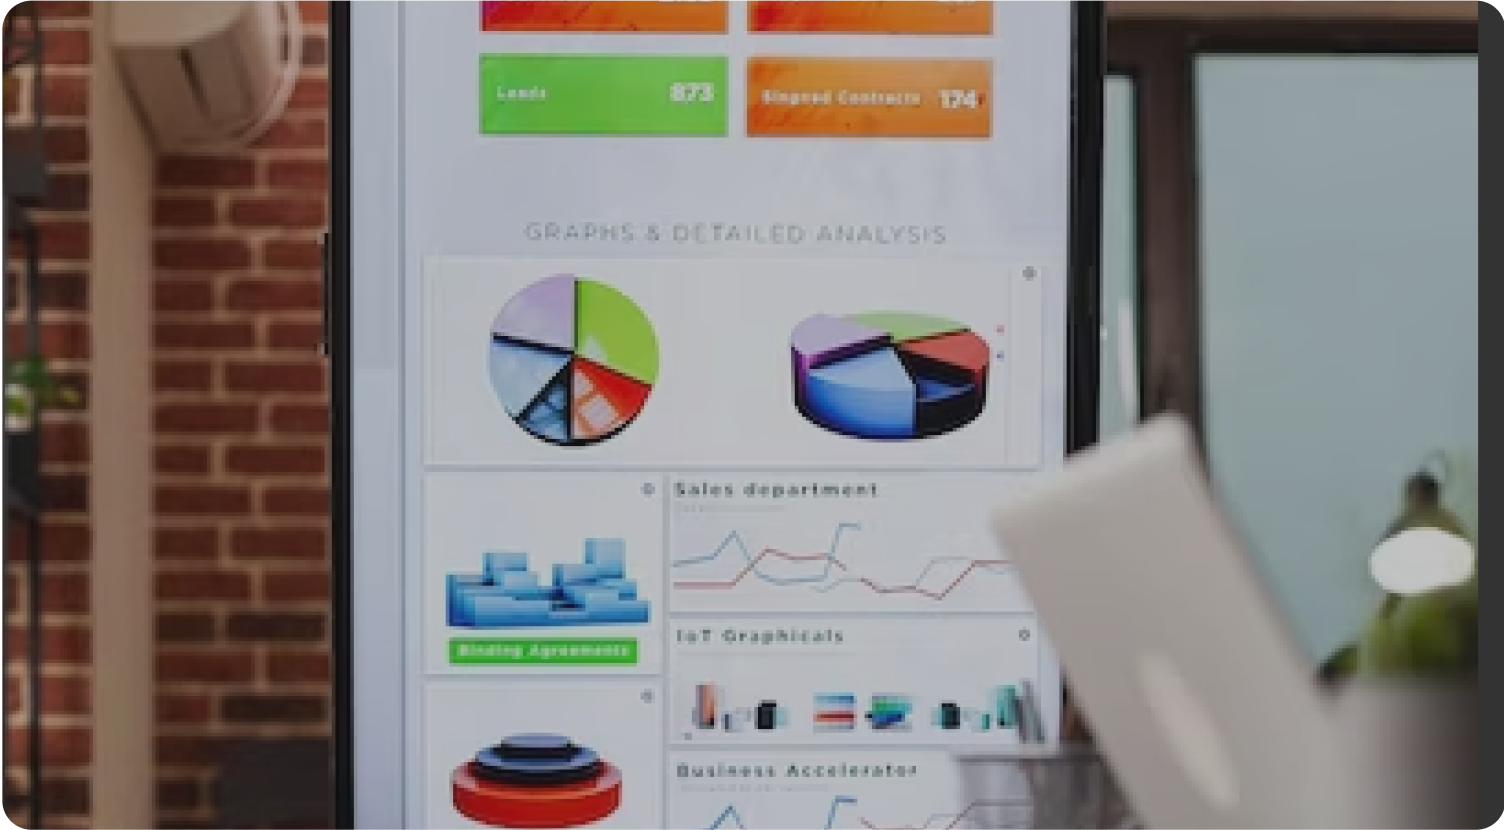 Leads 873
Singned Contracts 174
GRAPHS & DETAILED ANALYSIS
Sales department
Binding Agreements
IoT Graphicals
Business Accelerator